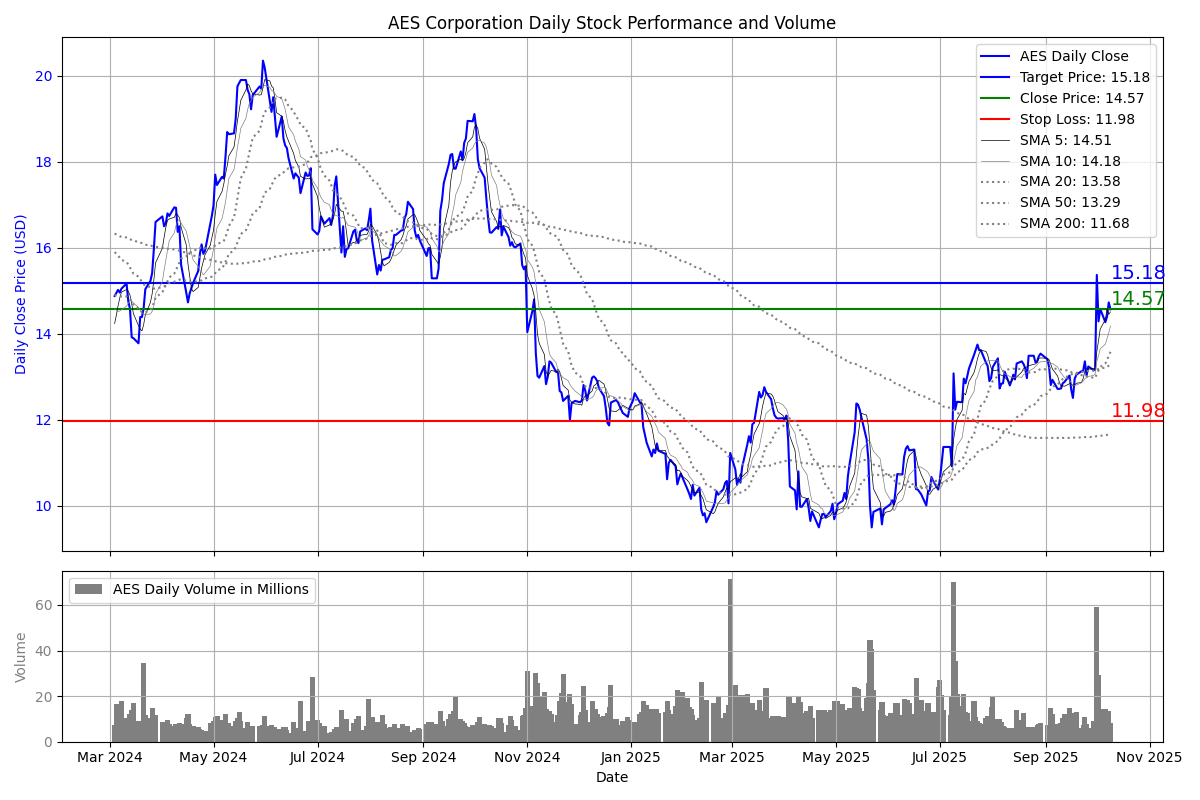 AES Corporation Daily Stock Performance and Volume
Daily Close Price (USD)
20
18
16
14
12
10
AES Daily Close
Target Price: 15.18
Close Price: 14.57
Stop Loss: 11.98
SMA 5: 14.51
SMA 10: 14.18
SMA 20: 13.58
SMA 50: 13.29
SMA 200: 11.68
15.18
14.57
11.98
AES Daily Volume in Millions
Volume
60
40
20
0
Mar 2024 May 2024 Jul 2024 Sep 2024 Nov 2024 Jan 2025 Mar 2025 May 2025 Jul 2025 Sep 2025 Nov 2025
Date